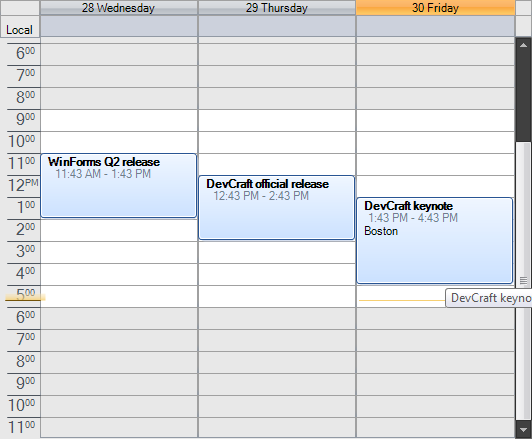 28 Wednesday
29 Thursday
30 Friday
Local
6 00
7 00
8 00
9 00
10 00
11 00
12 PM
1 00
2 00
3 00
4 00
5 00
6 00
7 00
8 00
9 00
10 00
11 00
WinForms Q2 release
11:43 AM - 1:43 PM
DevCraft official release
12:43 PM - 2:43 PM
DevCraft keynote
1:43 PM - 4:43 PM
Boston
DevCraft keyno